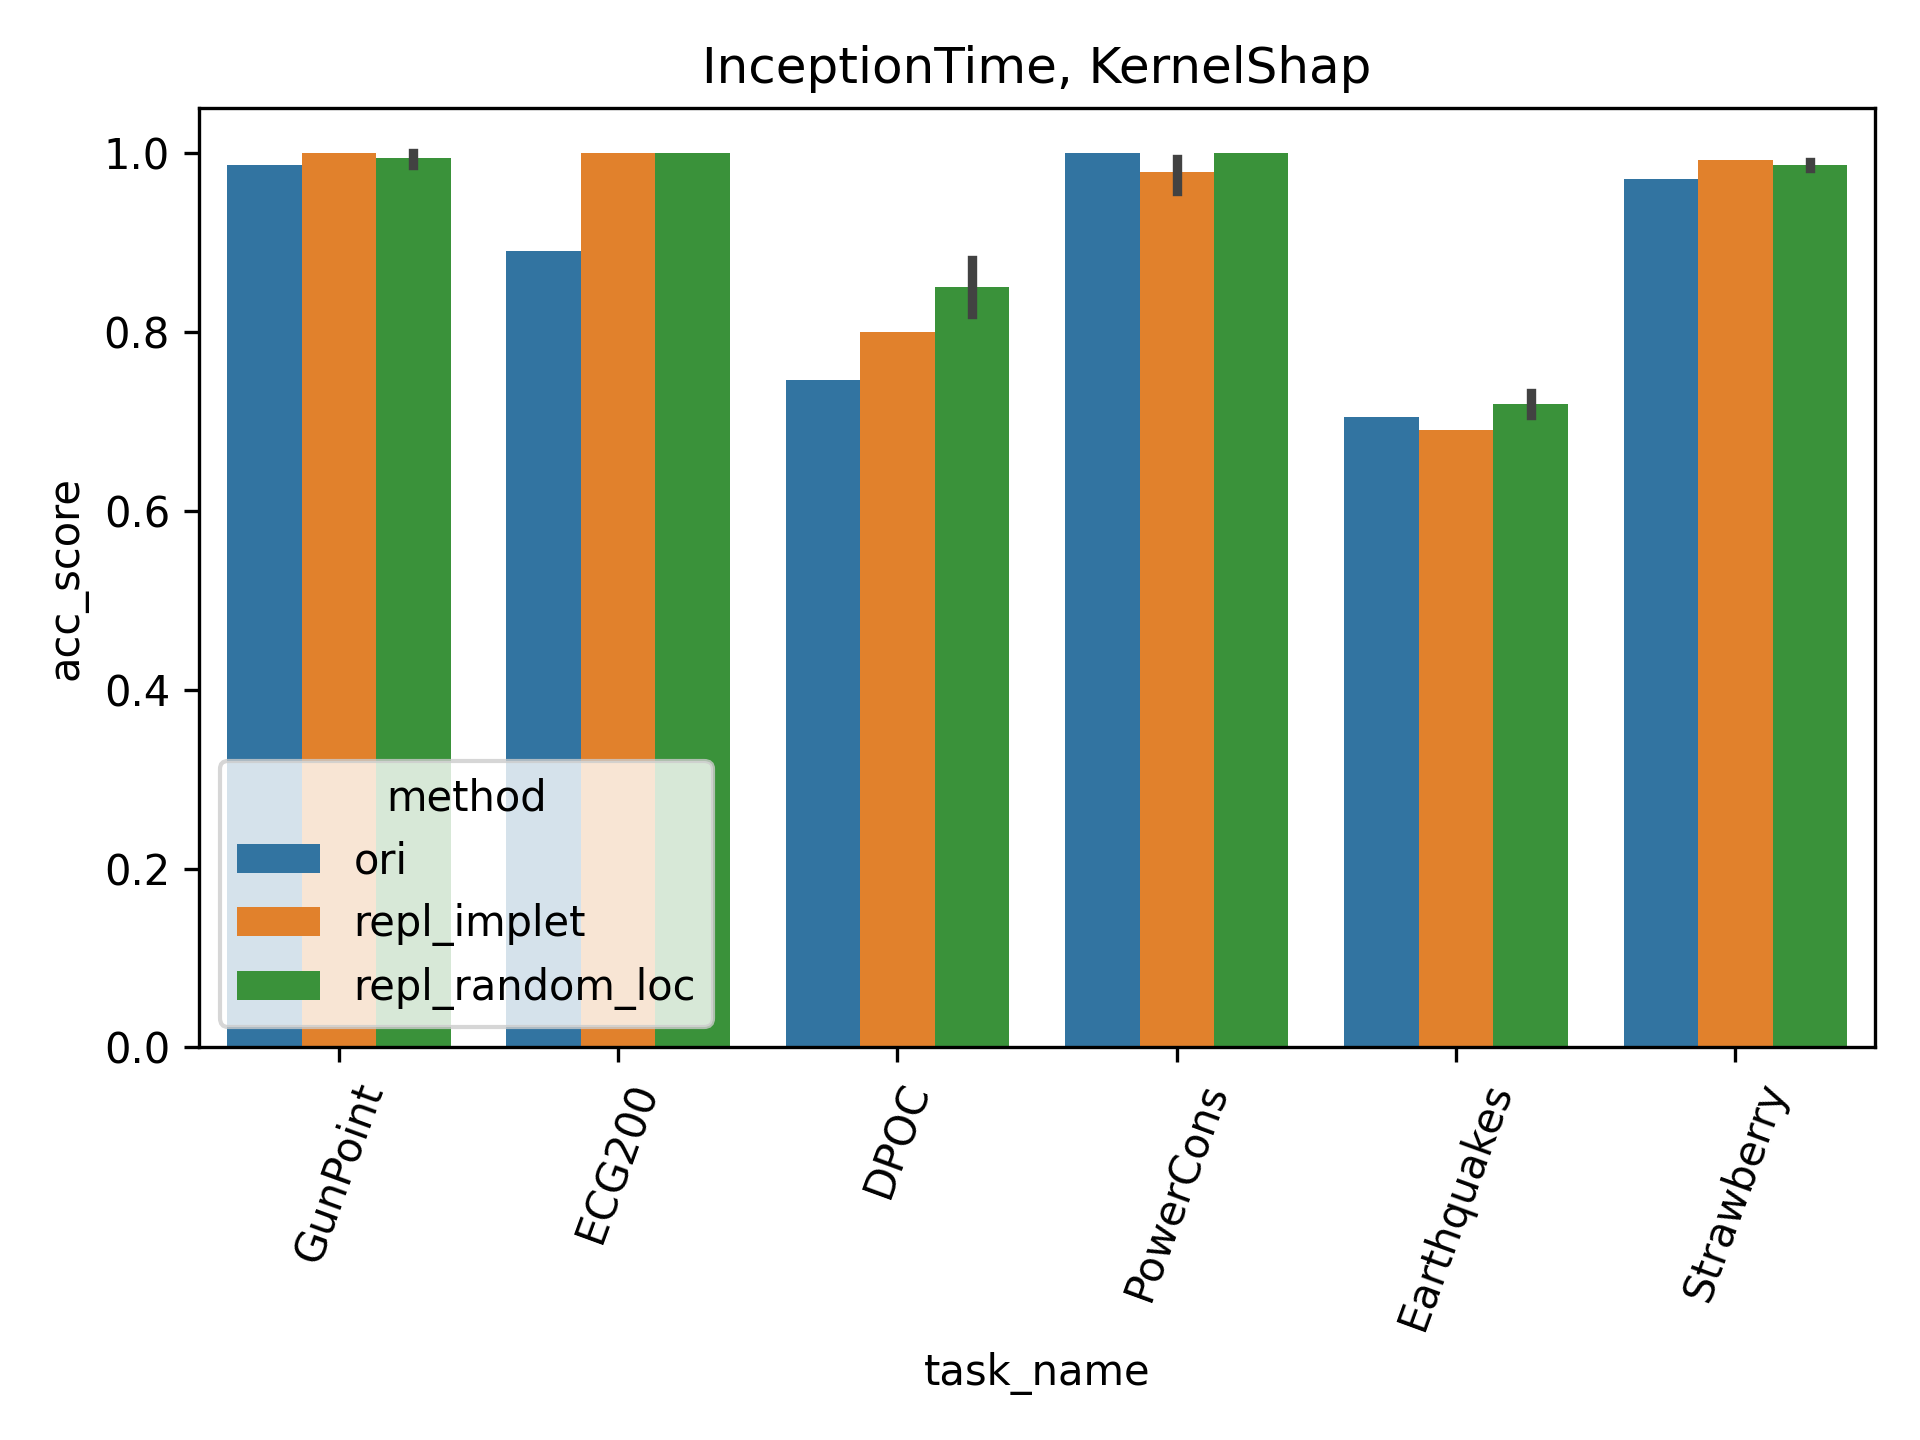 InceptionTime, KernelShap
1.0
0.8
0.6
0.4
0.2
0.0
acc_score
method
ori
repl_implet
repl_random_loc
GunPoint
ECG200
DPOC
PowerCons
Earthquakes
Strawberry
task_name